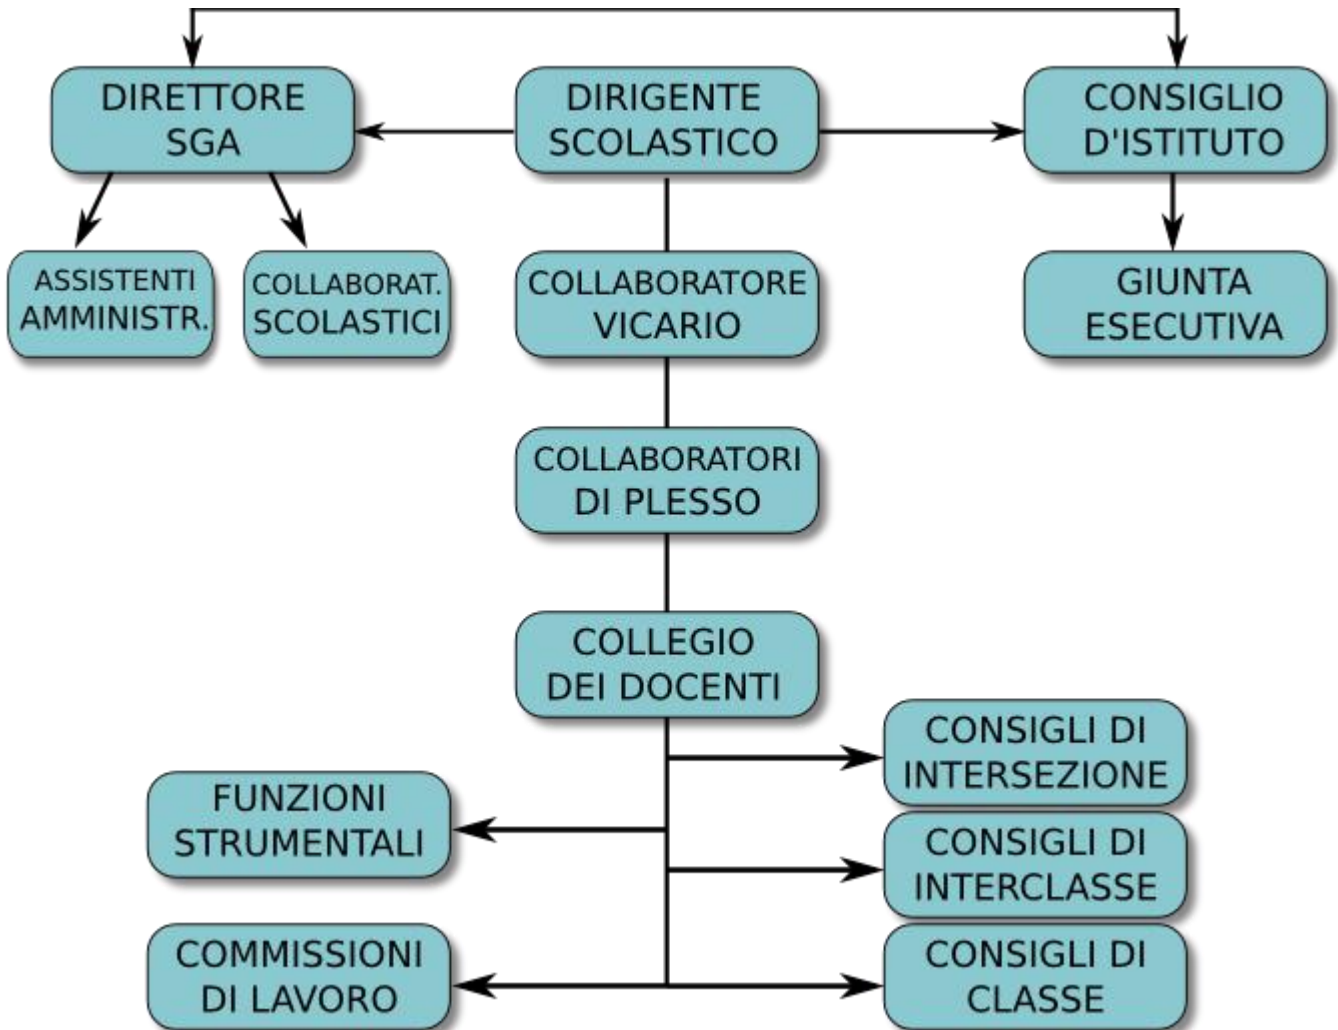 DIRETTORE
SGA
DIRIGENTE
SCOLASTICO
CONSIGLIO
D'ISTITUTO
ASSISTENTI
AMMINISTR.
COLLABORAT.
SCOLASTICI
COLLABORATORE
VICARIO
GIUNTA
ESECUTIVA
COLLABORATORI
DI PLESSO
COLLEGIO
DEI DOCENTI
CONSIGLI DI
INTERSEZIONE
FUNZIONI
STRUMENTALI
CONSIGLI DI
INTERCLASSE
COMMISSIONI
DI LAVORO
CONSIGLI DI
CLASSE